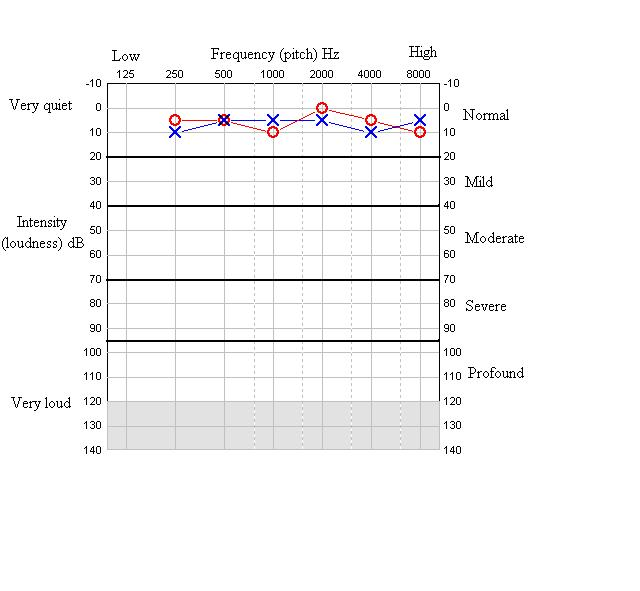 Low Frequency (pitch) Hz High
125 250 500 1000 2000 4000 8000
-10 -10
Very quiet 0 0 Normal
10 10
20 20
30 30 Mild
40 40
Intensity
(loudness) dB
50 50 Moderate
60 60
70 70
80 80 Severe
90 90
100 100
110 110 Profound
Very loud 120 120
130 130
140 140